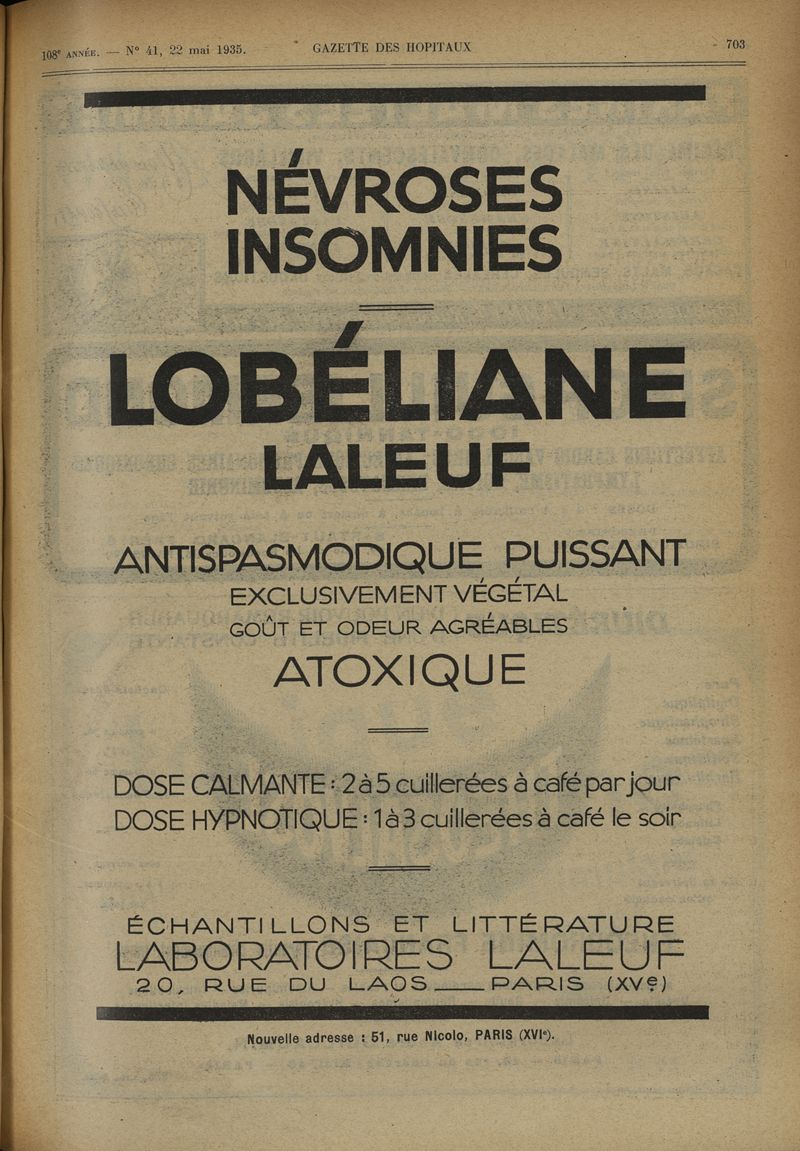 108e ANNÉE. — N° 41, 22 mai 1935. GAZETTE DES HOPITAUX - 703
NÉVROSES
INSOMNIES
LOBÉLIANE
LALEUF
ANTISPASMODIQUE PUISSANT
EXCLUSIVEMENT VÉGÉTAL
GOÛT ET ODEUR AGRÉABLES
ATOXIQUE
DOSE CALMANTE : 2 à 5 cuillerées à café par jour
DOSE HYPNOTIQUE : 1 à 3 cuillerées à café le soir
ÉCHANTILLONS ET LITTÉRATURE
LABORATOIRES LALEUF
20, RUE DU LAOS ___ PARIS (XVe)
Nouvelle adresse : 51, rue Nicolo, PARIS (XVIe).